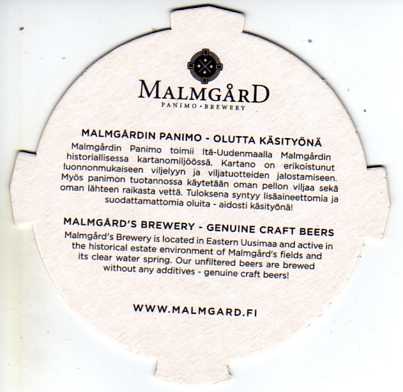 MALMGÅRD
PANIMO • BREWERY
MALMGÅRDIN PANIMO - OLUTTA KÄSITYÖNÄ
Malmgårdin Panimo toimii Itä-Uudenmaalla Malmgårdin
historiallisessa kartanomiljöössä. Kartano on erikoistunut
luonnonmukaiseen viljelyyn ja viljatuotteiden jalostamiseen.
Myös panimon tuotannossa käytetään oman pellon viljaa sekä
oman lähteen raikasta vettä. Tuloksena syntyy lisäaineettomia ja
suodattamattomia oluita - aidosti käsityönä!
MALMGÅRD'S BREWERY - GENUINE CRAFT BEERS
Malmgård's Brewery is located in Eastern Uusimaa and active in
the historical estate environment of Malmgård's fields and
its clear water spring. Our unfiltered beers are brewed
without any additives - genuine craft beers!
WWW.MALMGARD.FI